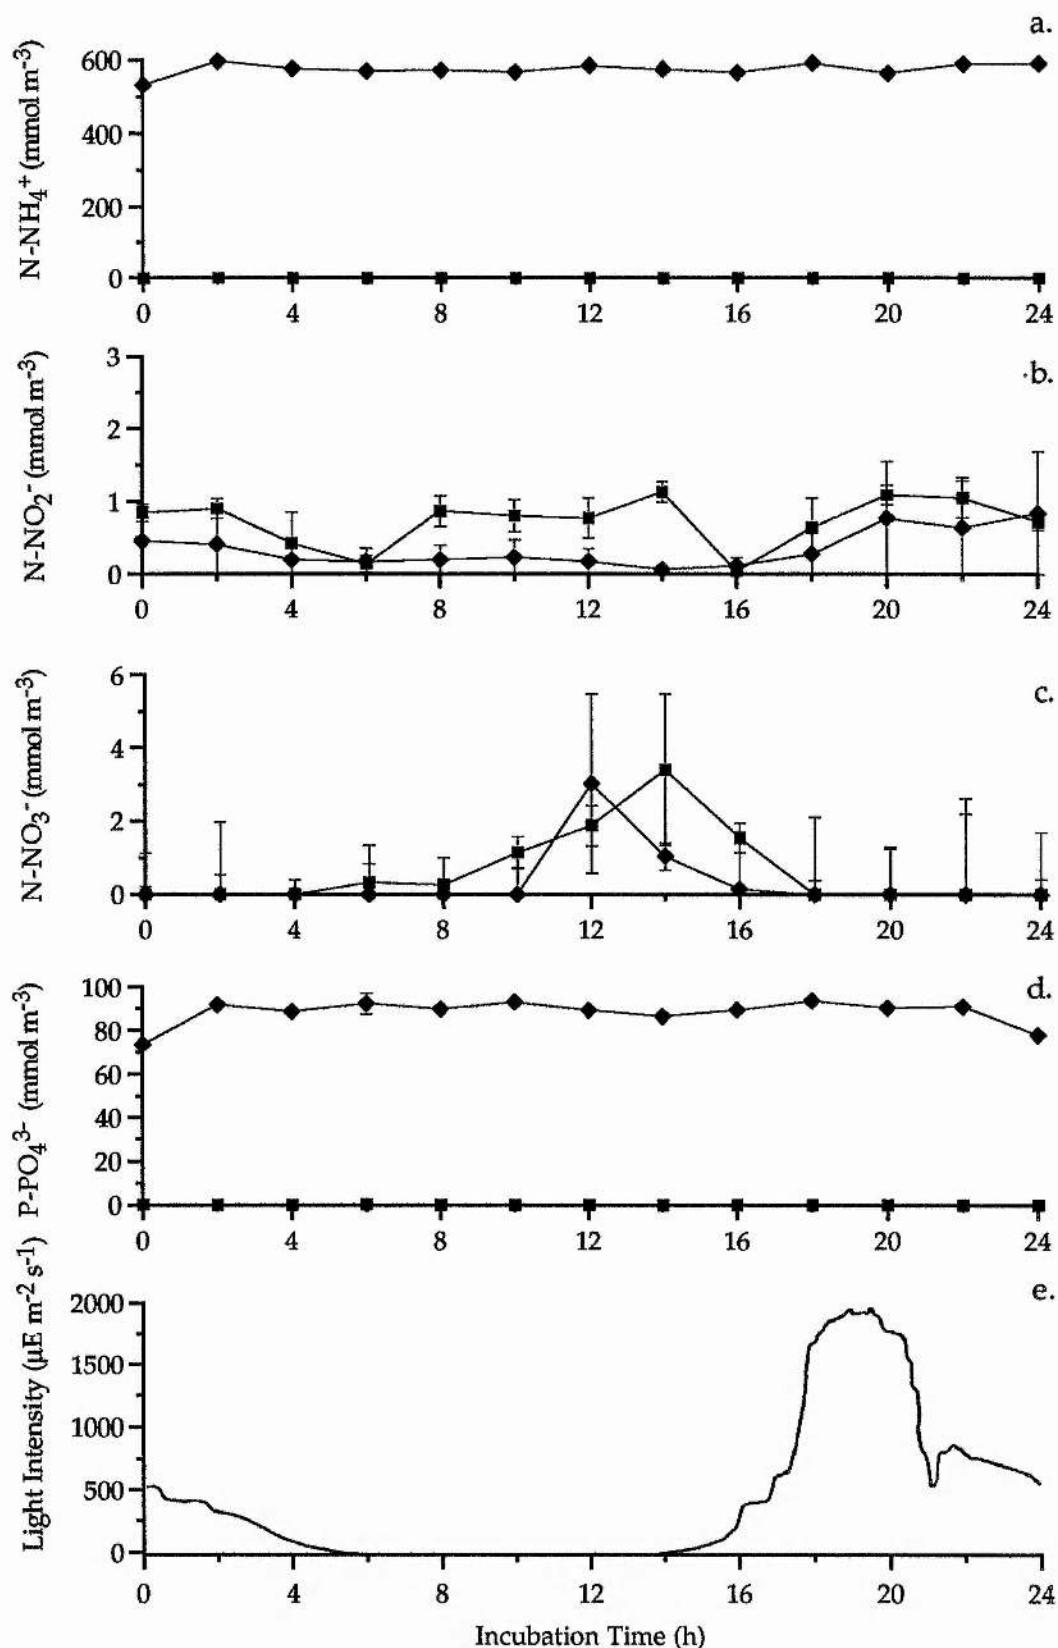 a.
N-NH₄⁺ (mmol m⁻³)
600
400
200
0
0 4 8 12 16 20 24
b.
N-NO₂⁻ (mmol m⁻³)
3
2
1
0
0 4 8 12 16 20 24
c.
N-NO₃⁻ (mmol m⁻³)
6
4
2
0
0 4 8 12 16 20 24
d.
P-PO₄³⁻ (mmol m⁻³)
100
80
60
40
20
0
0 4 8 12 16 20 24
e.
Light Intensity (µE m⁻² s⁻¹)
2000
1500
1000
500
0
0 4 8 12 16 20 24
Incubation Time (h)